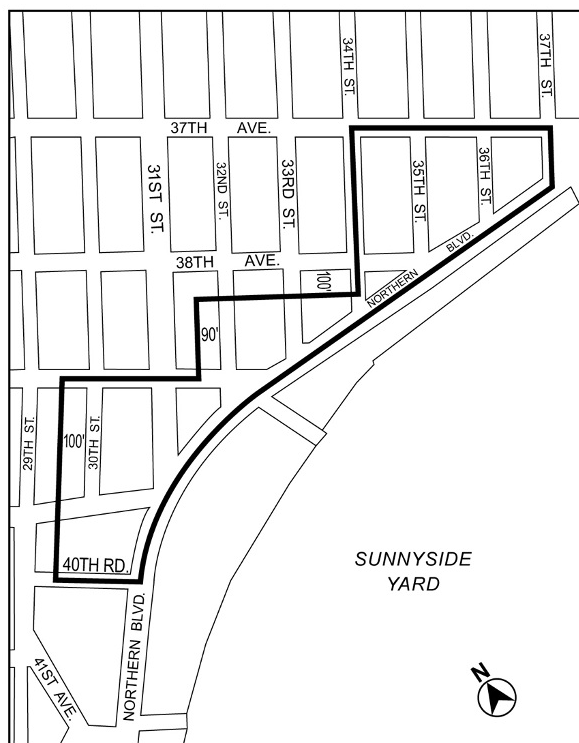 34TH ST.
37TH ST.
37TH AVE.
31ST ST.
32ND ST.
33RD ST.
35TH ST.
36TH ST.
38TH AVE.
100'
NORTHERN BLVD.
90'
29TH ST.
100'
30TH ST.
40TH RD.
SUNNYSIDE
YARD
NORTHERN BLVD.
41ST AVE.
N